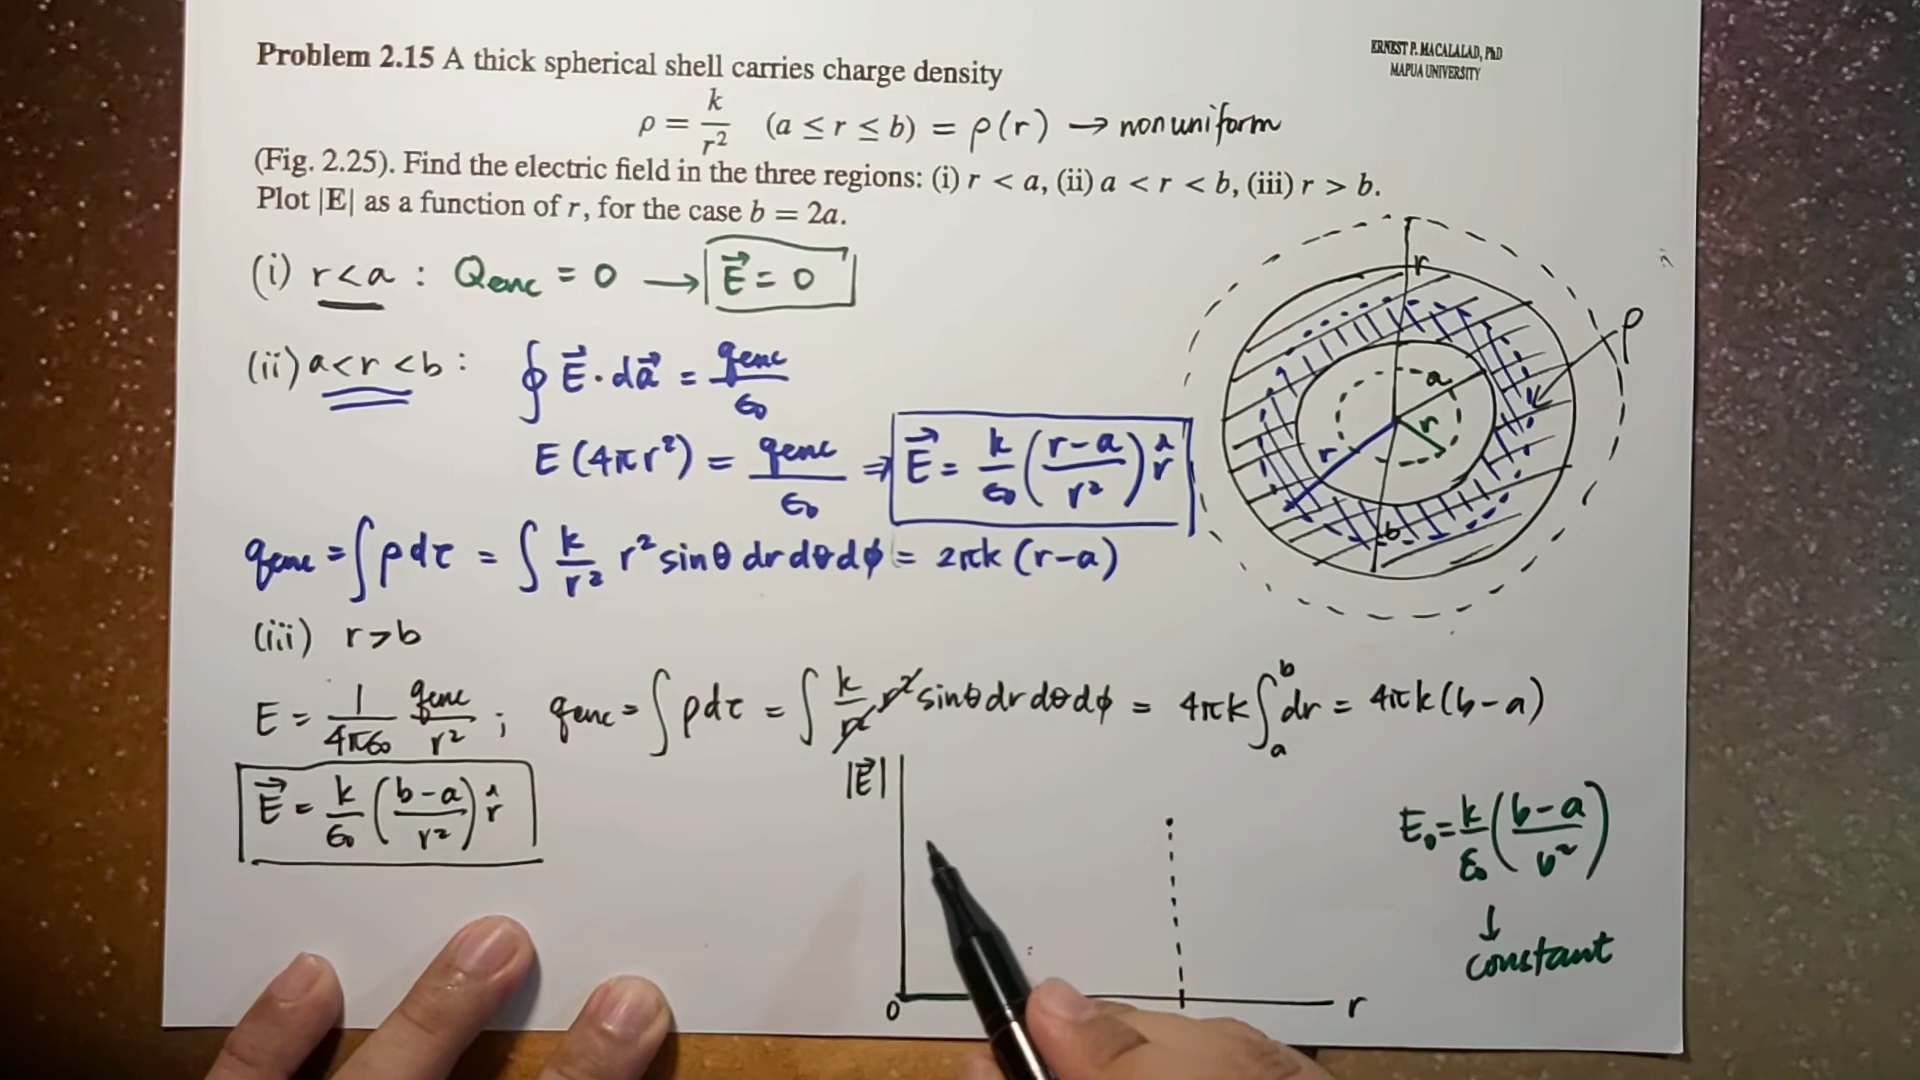 Problem 2.15 A thick spherical shell carries charge density
ERNEST P. MACALALAD, PhD
MAPUA UNIVERSITY
ρ = k/r² (a ≤ r ≤ b) = ρ(r) → nonuniform
(Fig. 2.25). Find the electric field in the three regions: (i) r < a, (ii) a < r < b, (iii) r > b.
Plot |E| as a function of r, for the case b = 2a.
(i) r<a : Qenc = 0 → E⃗ = 0
(ii) a<r<b : ∮ E⃗ · da⃗ = qenc/ε₀
E (4πr²) = qenc/ε₀ ⇒ E⃗ = k/ε₀ ((r-a)/r²) r̂
qenc = ∫ρdτ = ∫ k/r² r² sinθ dr dθ dϕ = 2πk (r-a)
r
ρ
a
r
r
b
(iii) r>b
E = 1/4πε₀ qenc/r² ; qenc = ∫ρdτ = ∫ k/r² r² sinθ dr dθ dϕ = 4πk ∫ₐᵇ dr = 4πk (b-a)
E⃗ = k/ε₀ ((b-a)/r²) r̂
|E⃗|
0
r
E₀ = k/ε₀ ((b-a)/b²)
↓
constant